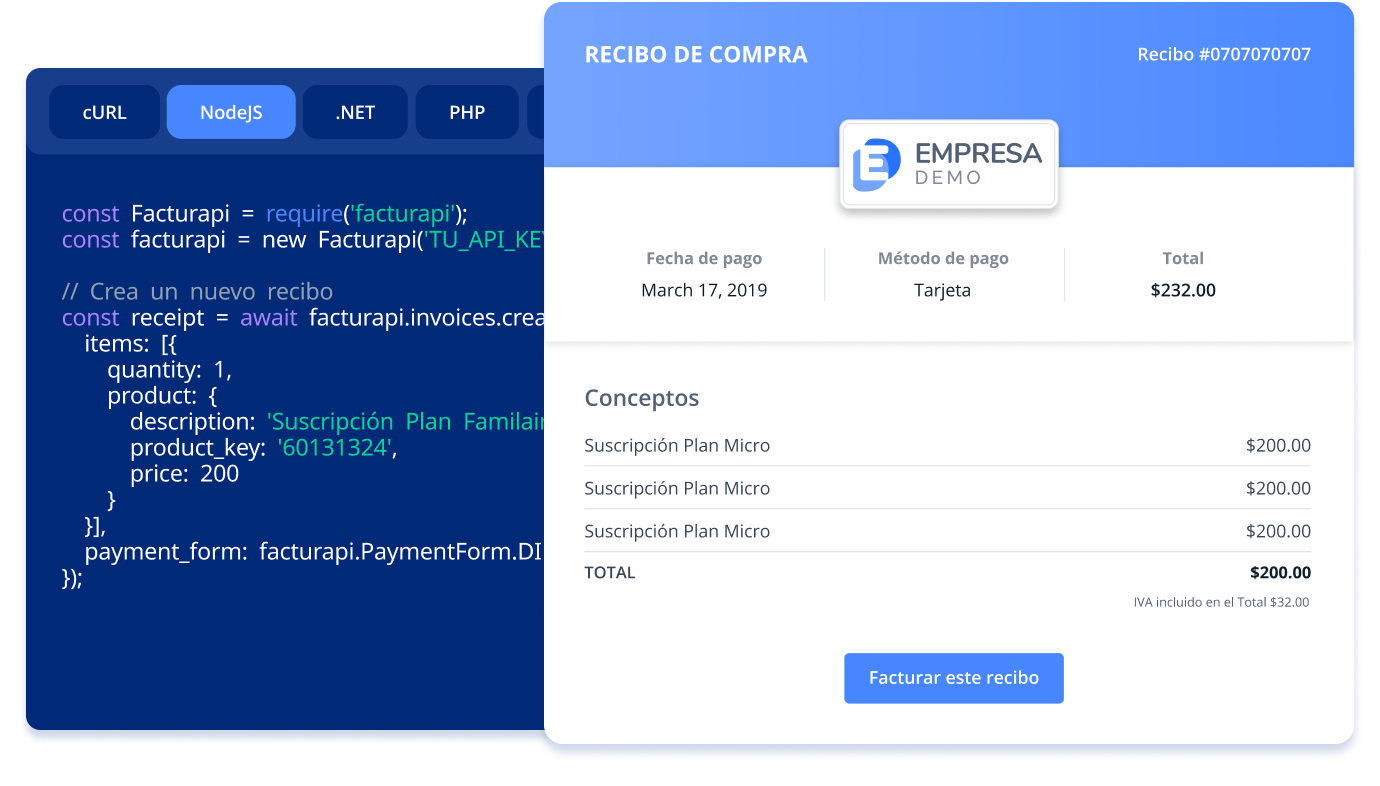 cURL
NodeJS
.NET
PHP
const Facturapi = require('facturapi');
const facturapi = new Facturapi('TU_API_KEY
// Crea un nuevo recibo
const receipt = await facturapi.invoices.crea
items: [{
quantity: 1,
product: {
description: 'Suscripción Plan Familair
product_key: '60131324',
price: 200
}
}],
payment_form: facturapi.PaymentForm.DI
});
RECIBO DE COMPRA
Recibo #0707070707
EMPRESA
DEMO
Fecha de pago
March 17, 2019
Método de pago
Tarjeta
Total
$232.00
Conceptos
Suscripción Plan Micro $200.00
Suscripción Plan Micro $200.00
Suscripción Plan Micro $200.00
TOTAL $200.00
IVA incluido en el Total $32.00
Facturar este recibo